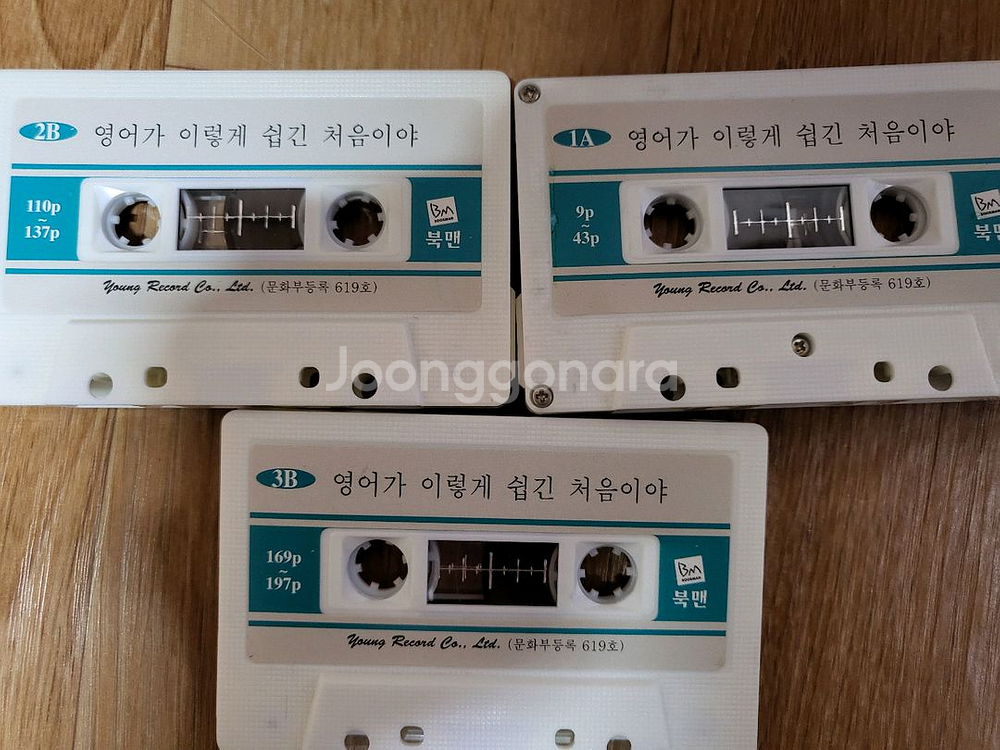 2B 영어가 이렇게 쉽긴 처음이야
110p
~
137p
BM
BOOKMAN
북맨
Young Record Co., Ltd. (문화부등록 619호)
1A 영어가 이렇게 쉽긴 처음이야
9p
~
43p
BM
북맨
Young Record Co., Ltd. (문화부등록 619호)
Joonggonara
3B 영어가 이렇게 쉽긴 처음이야
169p
~
197p
BM
BOOKMAN
북맨
Young Record Co., Ltd. (문화부등록 619호)